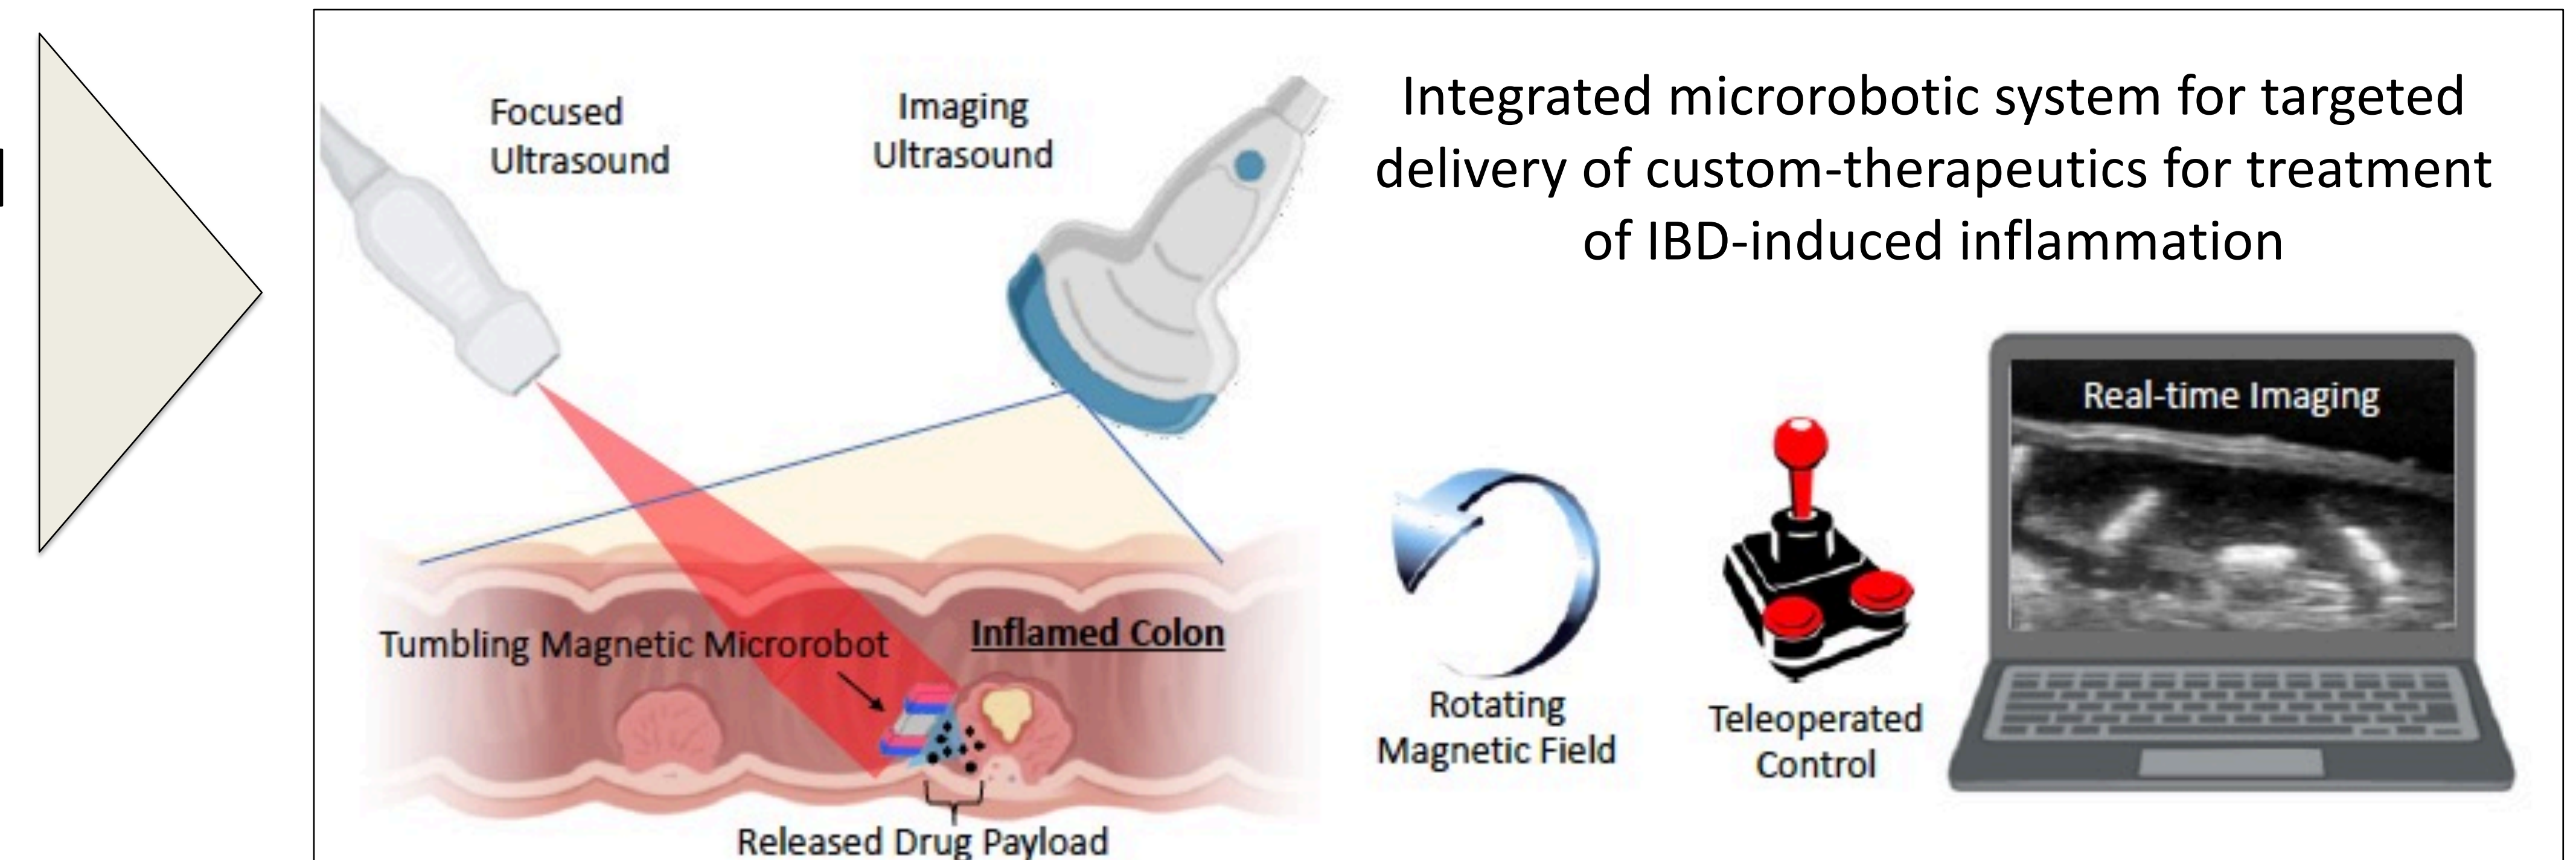 Focused
Ultrasound
Imaging
Ultrasound
Integrated microrobotic system for targeted
delivery of custom-therapeutics for treatment
of IBD-induced inflammation
Real-time Imaging
Tumbling Magnetic Microrobot
Inflamed Colon
Rotating
Magnetic Field
Teleoperated
Control
Released Drug Payload